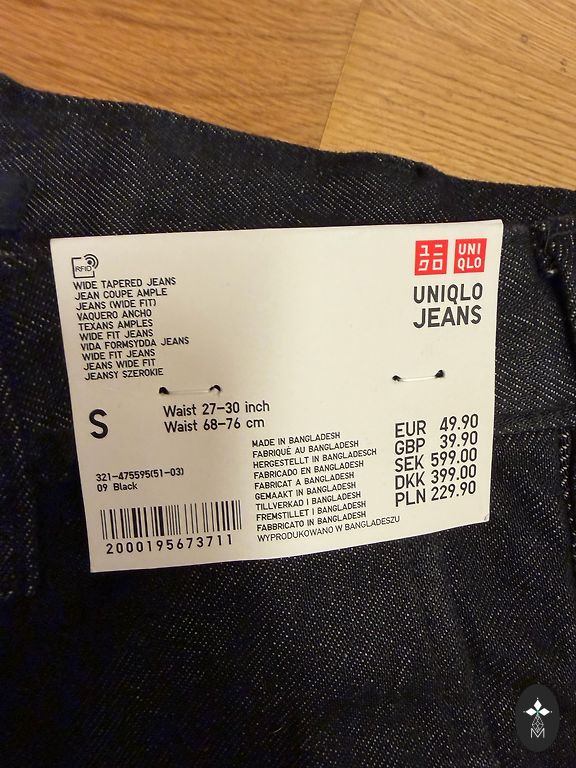 RFID
ユニ
クロ
UNI
QLO
UNIQLO
JEANS
WIDE TAPERED JEANS
JEAN COUPE AMPLE
JEANS (WIDE FIT)
VAQUERO ANCHO
TEXANS AMPLES
WIDE FIT JEANS
VIDA FORMSYDDA JEANS
WIDE FIT JEANS
JEANS WIDE FIT
JEANSY SZEROKIE
S
Waist 27-30 inch
Waist 68-76 cm
321-475595(51-03)
09 Black
2000195673711
MADE IN BANGLADESH
FABRIQUÉ AU BANGLADESH
HERGESTELLT IN BANGLADESCH
FABRICADO EN BANGLADESH
FABRICAT A BANGLADESH
GEMAAKT IN BANGLADESH
TILLVERKAD I BANGLADESH
FREMSTILLET I BANGLADESH
FABBRICATO IN BANGLADESH
WYPRODUKOWANO W BANGLADESZU
EUR 49.90
GBP 39.90
SEK 599.00
DKK 399.00
PLN 229.90
M